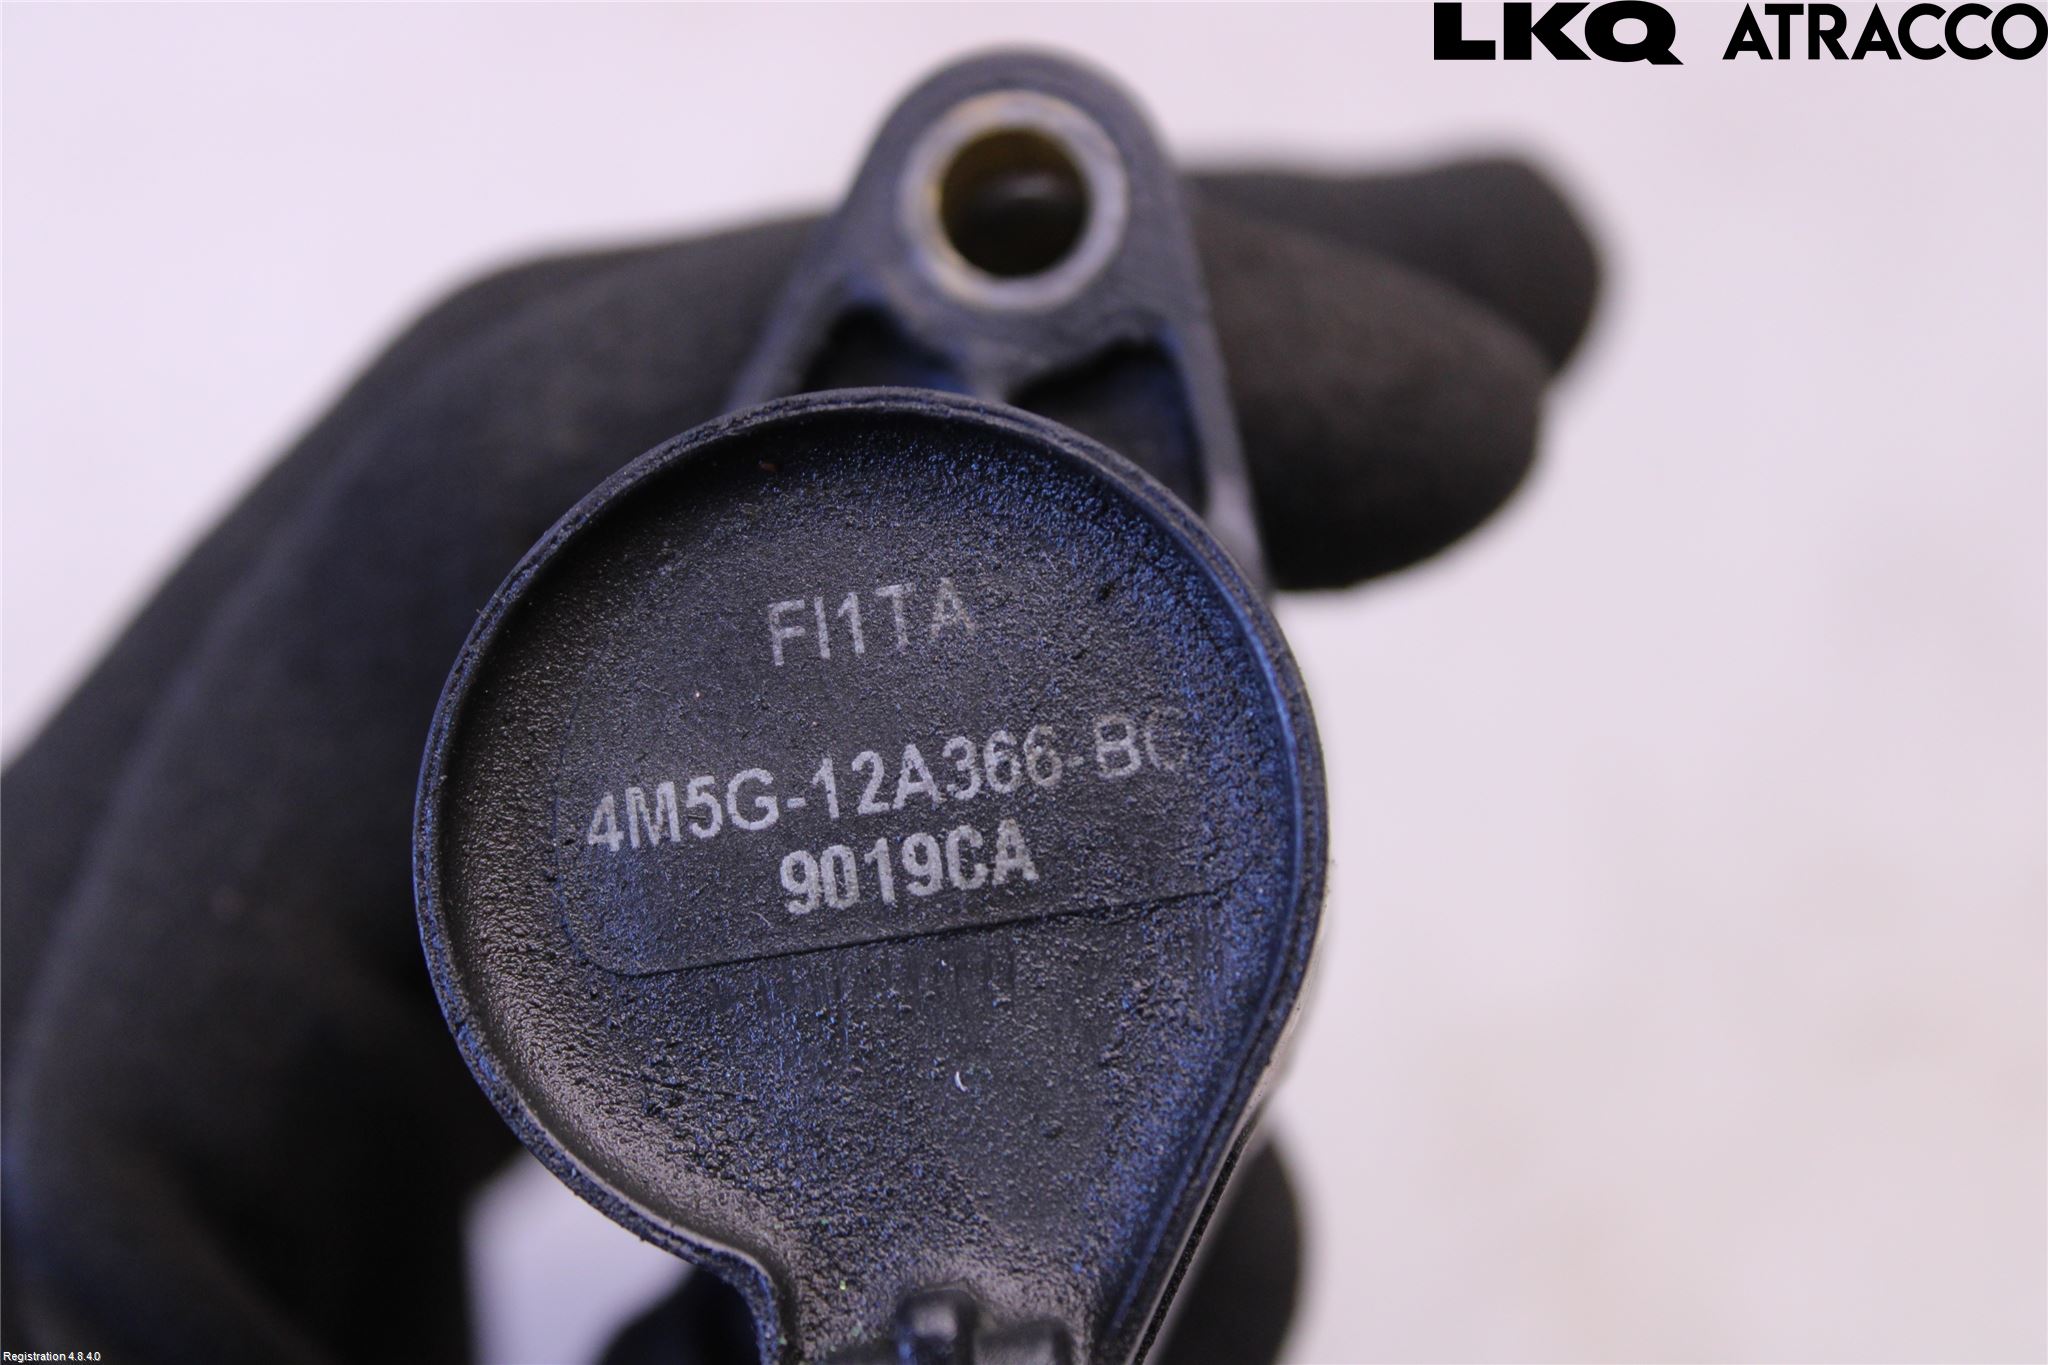 LKQ ATRACCO
FI1TA
4M5G-12A366-BC
9019CA
Registration 4.8.4.0